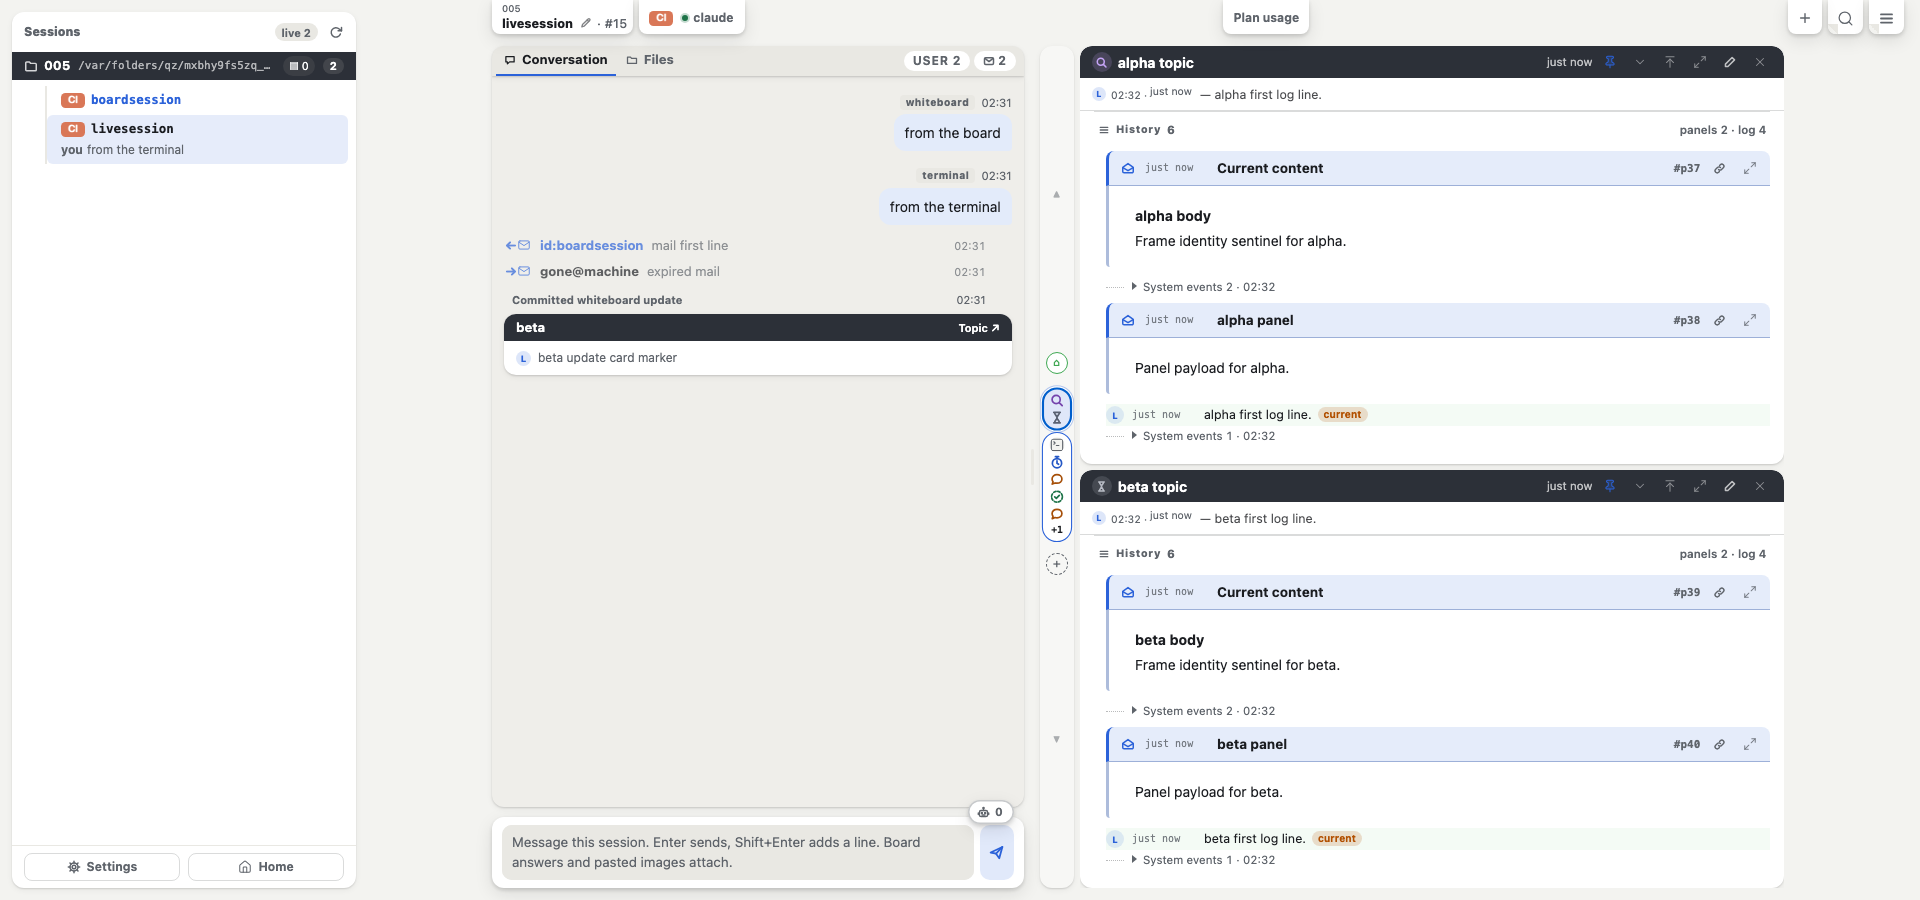 Sessions
live 2
005 /var/folders/qz/mxbhy9fs5zq_… 0 2
CI boardsession
CI livesession
you from the terminal
Settings
Home
005
livesession · #15
CI claude
Plan usage
Conversation
Files
USER 2
2
whiteboard 02:31
from the board
terminal 02:31
from the terminal
id:boardsession mail first line 02:31
gone@machine expired mail 02:31
Committed whiteboard update 02:31
beta
Topic
L beta update card marker
0
Message this session. Enter sends, Shift+Enter adds a line. Board
answers and pasted images attach.
+1
alpha topic
just now
L 02:32 · just now — alpha first log line.
History 6
panels 2 · log 4
just now Current content #p37
alpha body
Frame identity sentinel for alpha.
System events 2 · 02:32
just now alpha panel #p38
Panel payload for alpha.
L just now alpha first log line. current
System events 1 · 02:32
beta topic
just now
L 02:32 · just now — beta first log line.
History 6
panels 2 · log 4
just now Current content #p39
beta body
Frame identity sentinel for beta.
System events 2 · 02:32
just now beta panel #p40
Panel payload for beta.
L just now beta first log line. current
System events 1 · 02:32